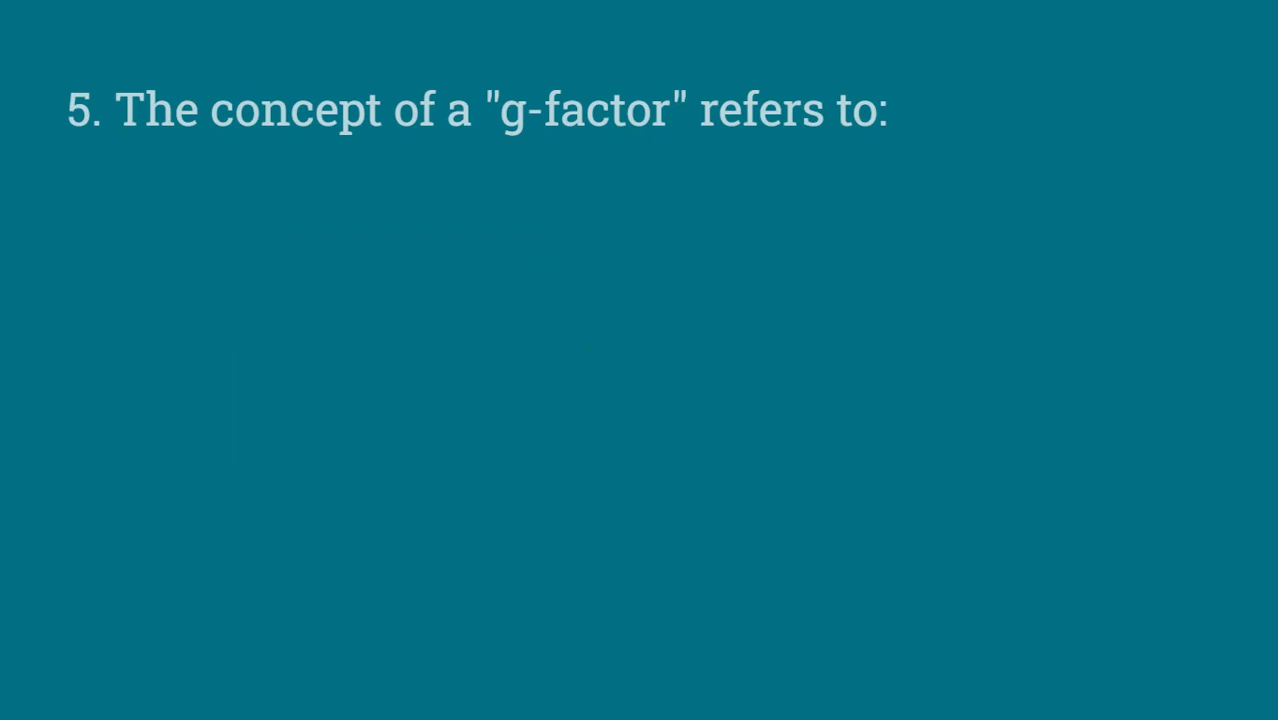 5. The concept of a "g-factor" refers to: